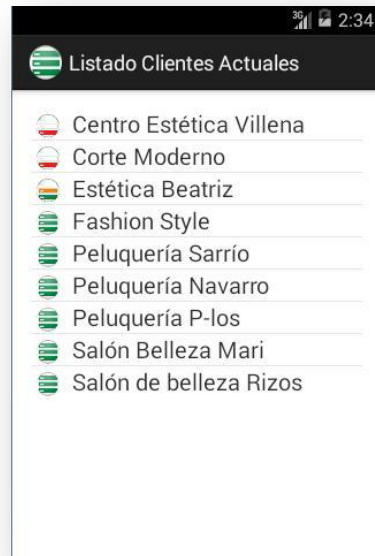 3G 2:34
Listado Clientes Actuales
Centro Estética Villena
Corte Moderno
Estética Beatriz
Fashion Style
Peluquería Sarrío
Peluquería Navarro
Peluquería P-los
Salón Belleza Mari
Salón de belleza Rizos